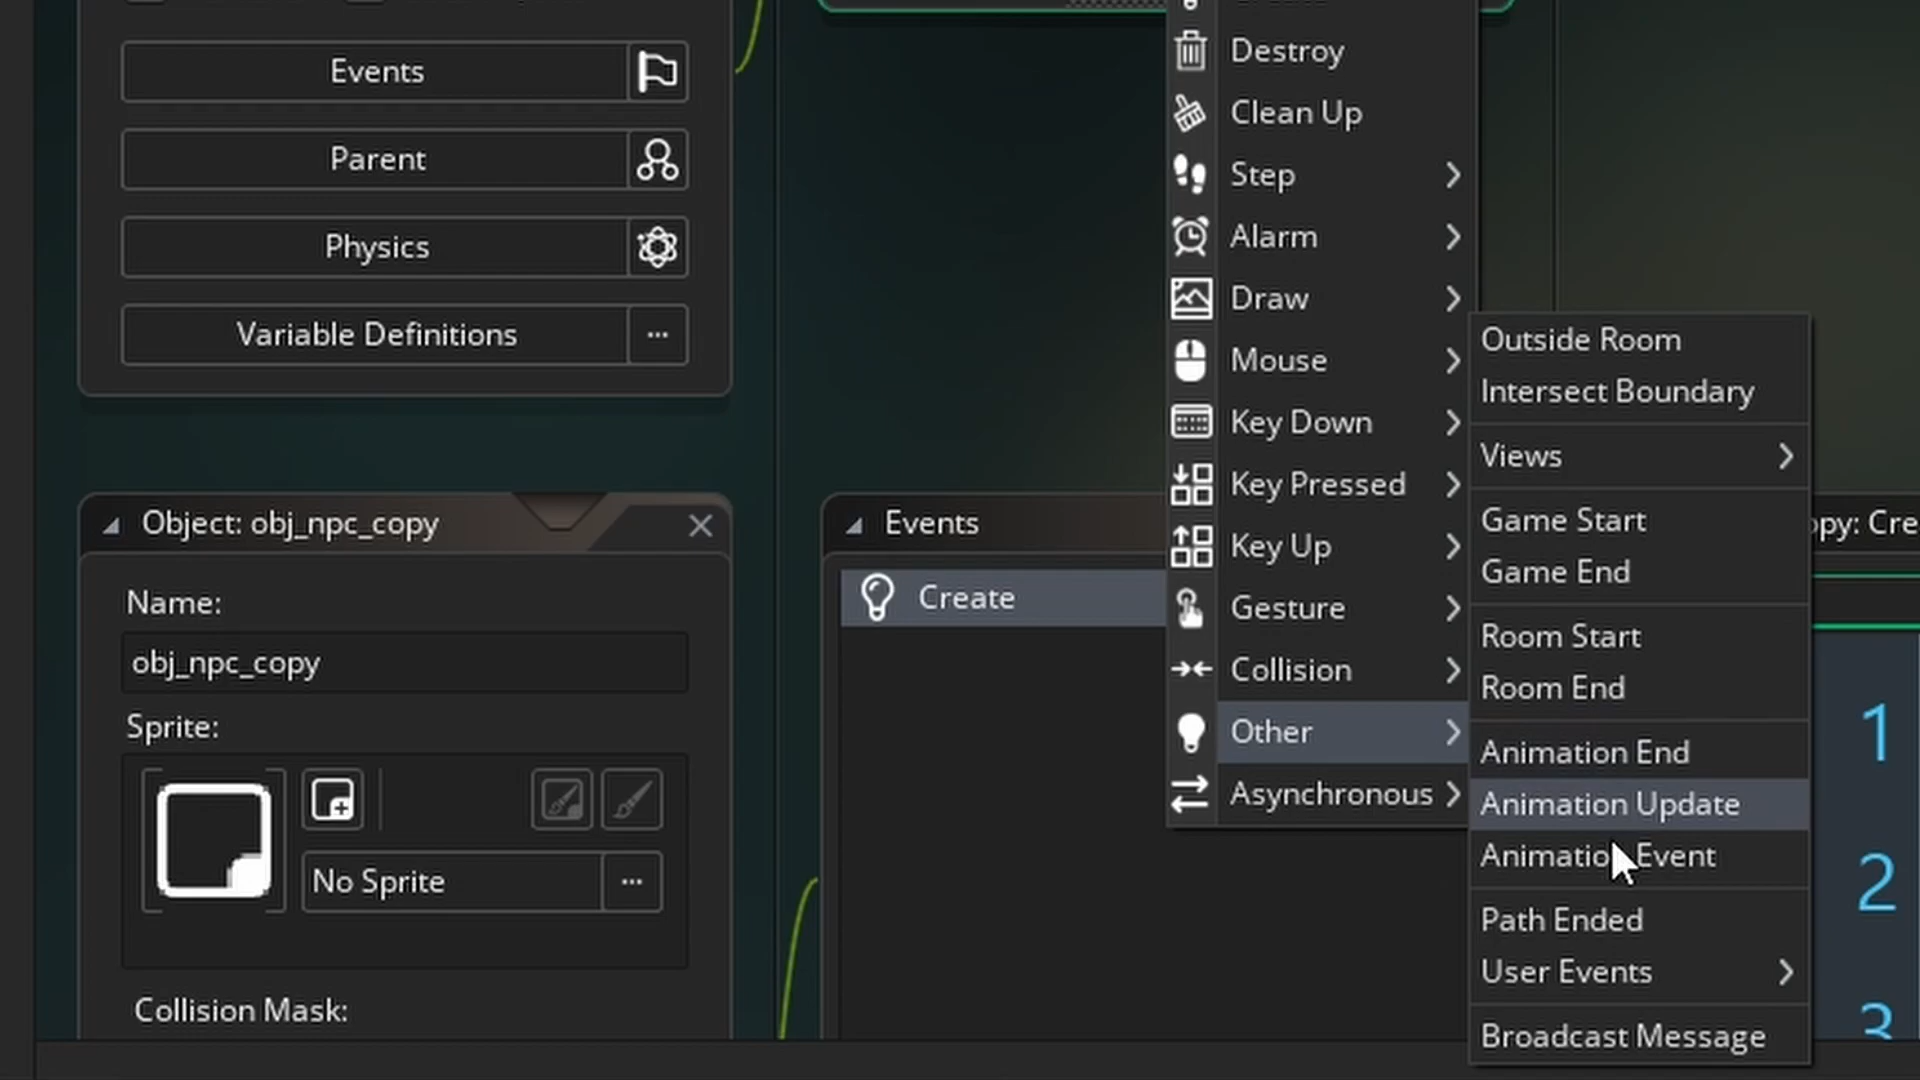 Events
Parent
Physics
Variable Definitions
Object: obj_npc_copy
Name:
obj_npc_copy
Sprite:
No Sprite
Collision Mask:
Events
Create
Destroy
Clean Up
Step
Alarm
Draw
Mouse
Key Down
Key Pressed
Key Up
Gesture
Collision
Other
Asynchronous
Outside Room
Intersect Boundary
Views
Game Start
Game End
Room Start
Room End
Animation End
Animation Update
Animation Event
Path Ended
User Events
Broadcast Message
opy: Cre
1
2
3